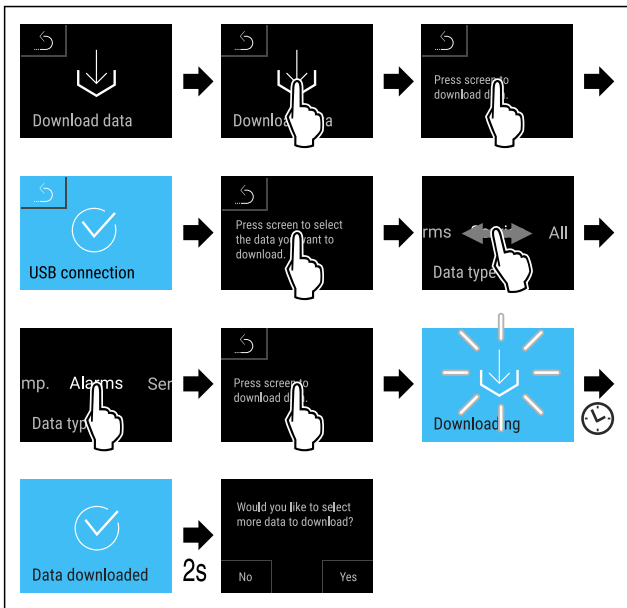 Download data
Downlo a
Press screen to
download d .
USB connection
Press screen to select
the data yo want to
download.
rms All
Data type
mp. Alarms Ser
Data typ
Press screen to
download d .
Downloading
Data downloaded
2s
Would you like to select
more data to download?
No Yes